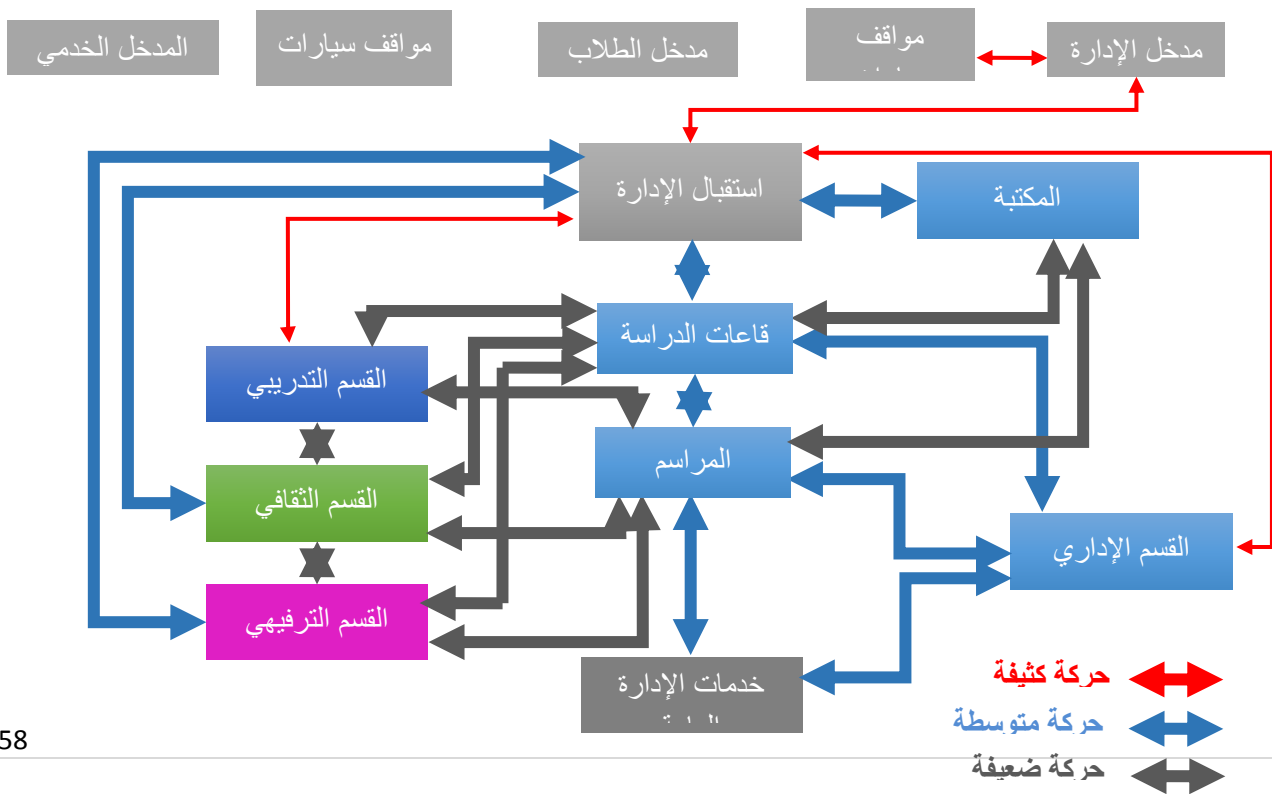 مدخل الإدارة
مواقف
مدخل الطلاب
مواقف سيارات
المدخل الخدمي
استقبال الإدارة
المكتبة
قاعات الدراسة
القسم التدريبي
المراسم
القسم الثقافي
القسم الإداري
القسم الترفيهي
خدمات الإدارة
حركة كثيفة
حركة متوسطة
حركة ضعيفة
58